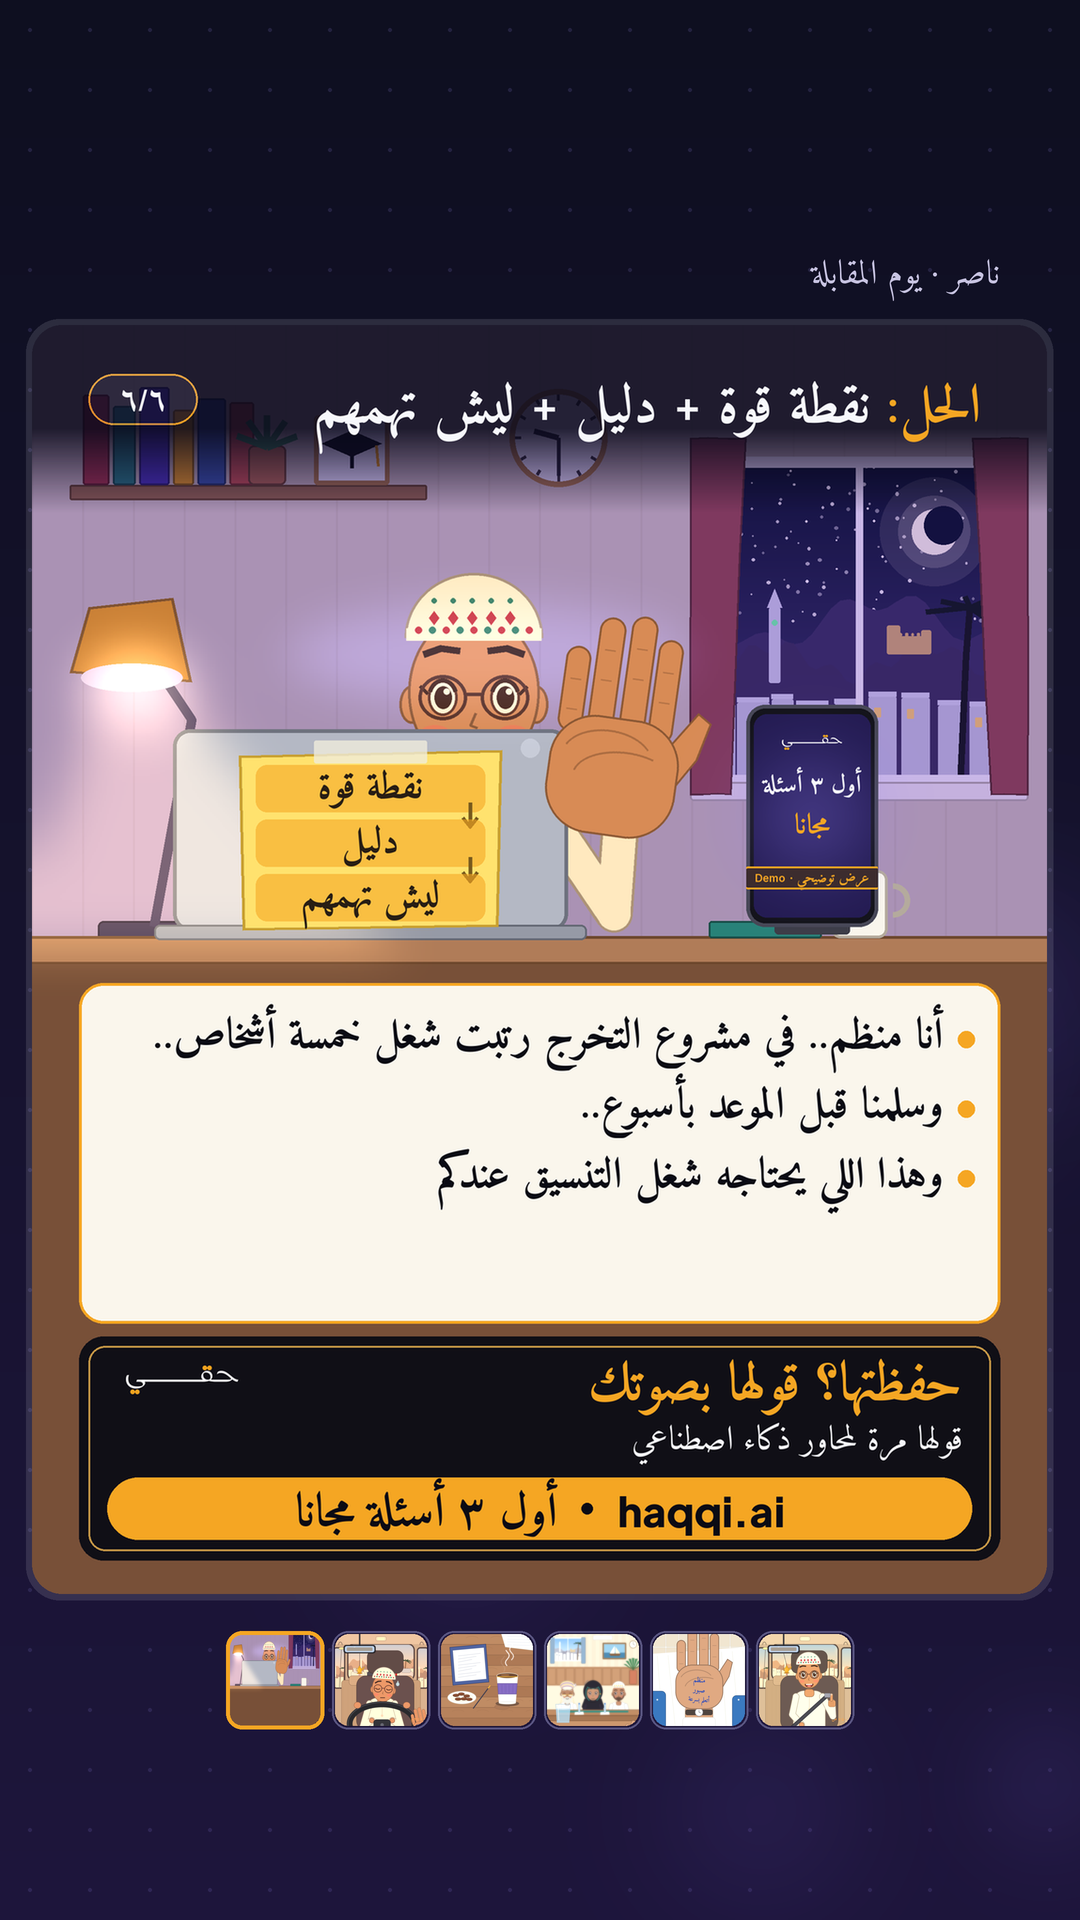 ناصر · يوم المقابلة
الحل: نقطة قوة + دليل + ليش تهمهم
٦/٦
حقي
أول ٣ أسئلة
مجانا
عرض توضيحي · Demo
نقطة قوة
دليل
ليش تهمهم
أنا منظم.. في مشروع التخرج رتبت شغل خمسة أشخاص..
وسلمنا قبل الموعد بأسبوع..
وهذا اللي يحتاجه شغل التنسيق عندكم
حفظتها؟ قولها بصوتك
حقي
قولها مرة لمحاور ذكاء اصطناعي
haqqi.ai • أول ٣ أسئلة مجانا